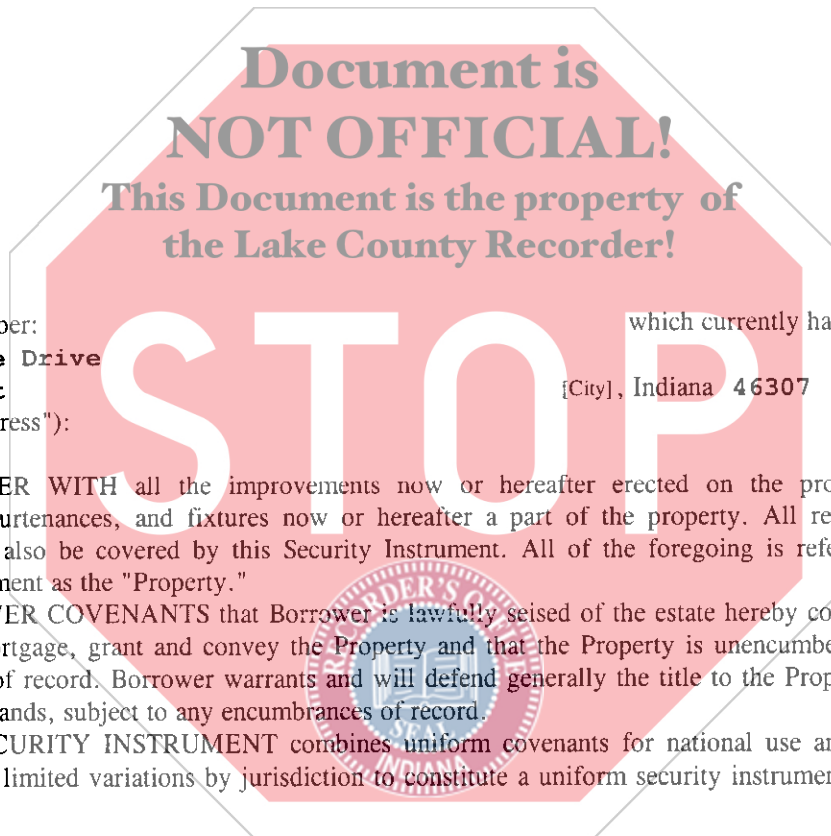 Document is
NOT OFFICIAL!
This Document is the property of
the Lake County Recorder!
STOP
ber: which currently ha
e Drive
t [City], Indiana 46307
ress"):
ER WITH all the improvements now or hereafter erected on the pro
urtenances, and fixtures now or hereafter a part of the property. All re
also be covered by this Security Instrument. All of the foregoing is refe
ment as the "Property."
ER COVENANTS that Borrower is lawfully seised of the estate hereby co
rtgage, grant and convey the Property and that the Property is unencumbe
of record. Borrower warrants and will defend generally the title to the Prop
ands, subject to any encumbrances of record.
CURITY INSTRUMENT combines uniform covenants for national use an
limited variations by jurisdiction to constitute a uniform security instrumen
RECORDER'S OFFICE
SEAL
INDIANA